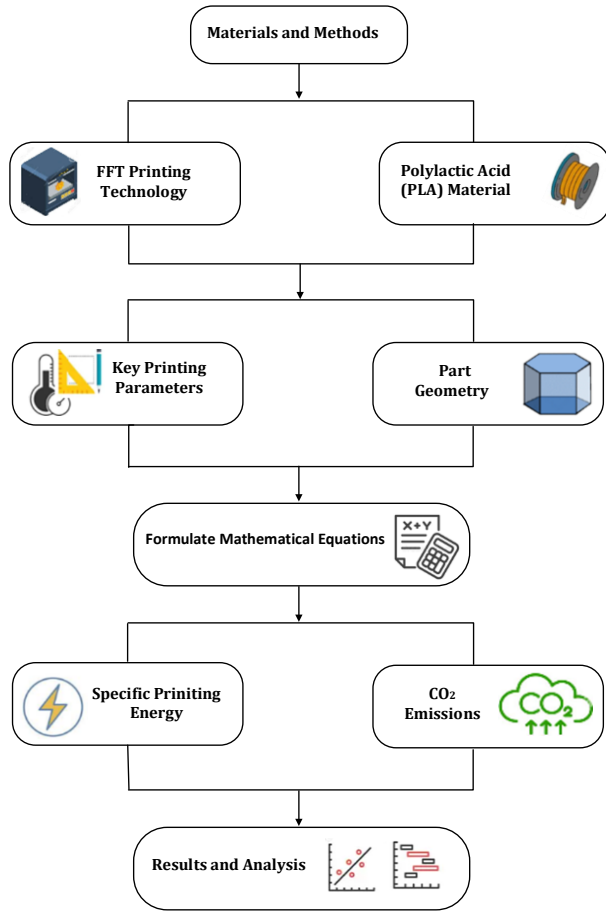 Materials and Methods
FFT Printing
Technology
Polylactic Acid
(PLA) Material
Key Printing
Parameters
Part
Geometry
Formulate Mathematical Equations
X+Y
Specific Priniting
Energy
CO₂
Emissions
CO₂
Results and Analysis